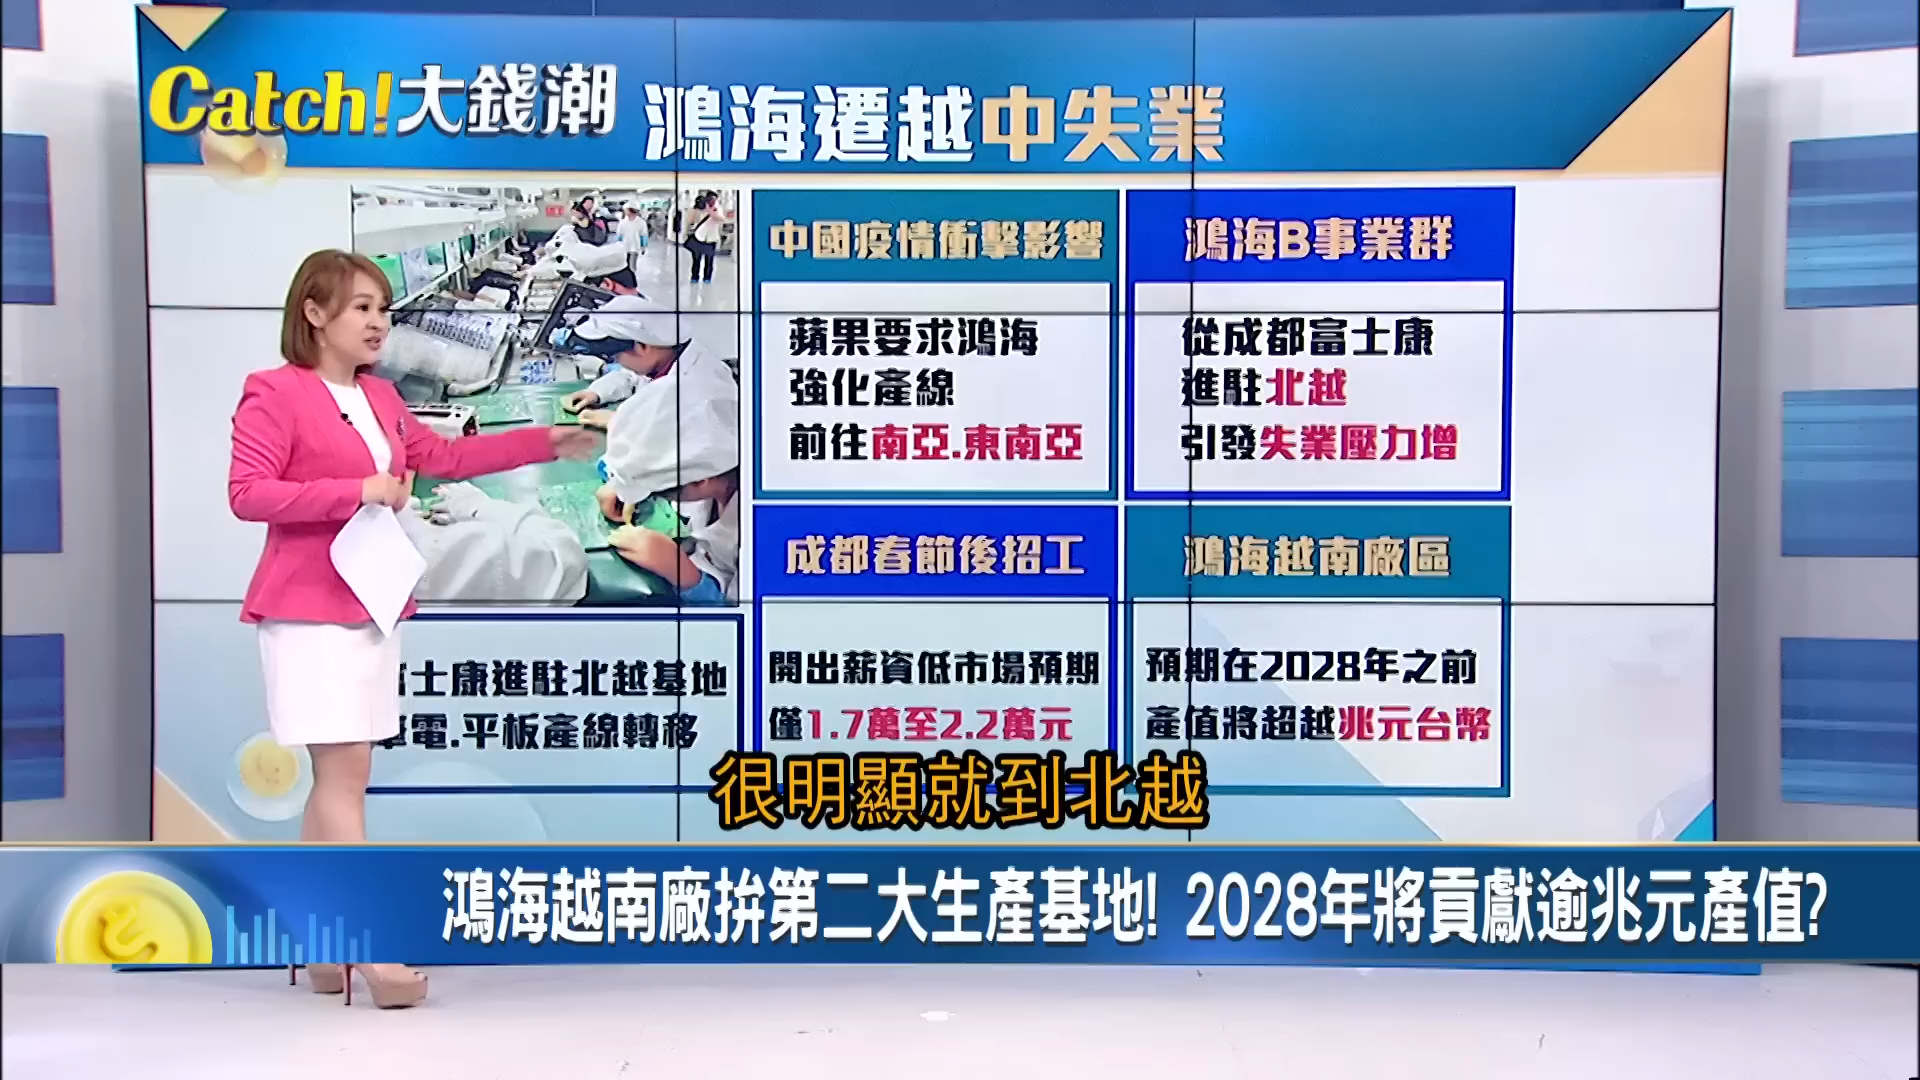 Catch!大錢潮
鴻海遷越中失業
中國疫情衝擊影響
蘋果要求鴻海
強化產線
前往南亞.東南亞
鴻海B事業群
從成都富士康
進駐北越
引發失業壓力增
士康進駐北越基地
電.平板產線轉移
成都春節後招工
開出薪資低市場預期
僅1.7萬至2.2萬元
鴻海越南廠區
預期在2028年之前
產值將超越兆元台幣
很明顯就到北越
鴻海越南廠拚第二大生產基地! 2028年將貢獻逾兆元產值?